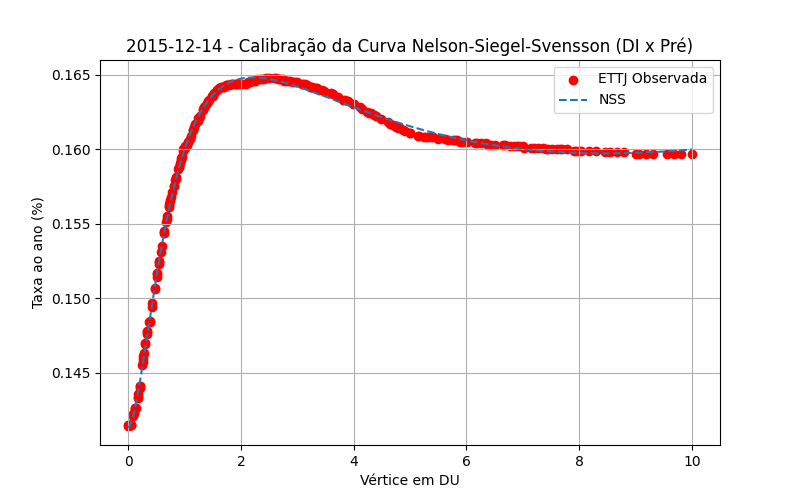 2015-12-14 - Calibração da Curva Nelson-Siegel-Svensson (DI x Pré)
ETTJ Observada
NSS
Taxa ao ano (%)
0.165
0.160
0.155
0.150
0.145
0 2 4 6 8 10
Vértice em DU